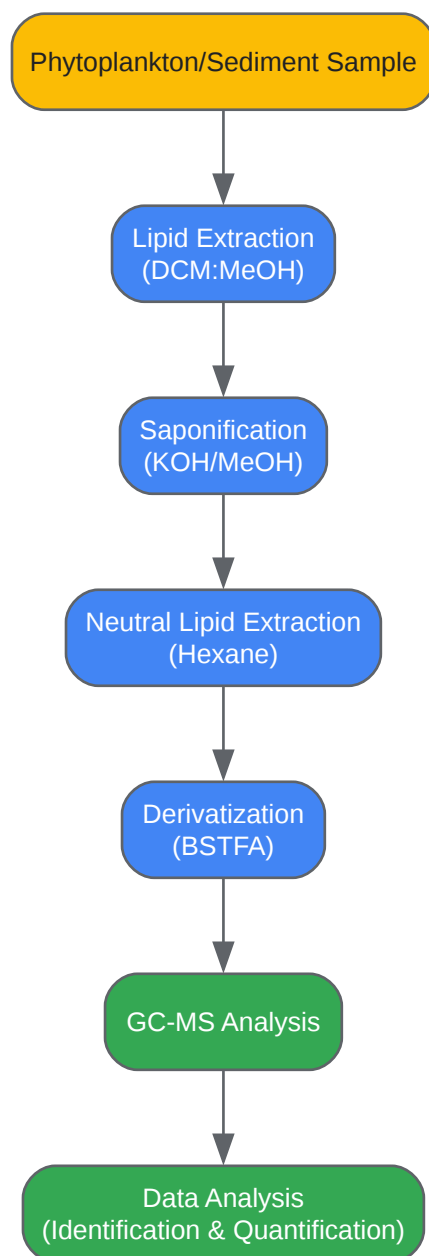 Phytoplankton/Sediment Sample
Lipid Extraction
(DCM:MeOH)
Saponification
(KOH/MeOH)
Neutral Lipid Extraction
(Hexane)
Derivatization
(BSTFA)
GC-MS Analysis
Data Analysis
(Identification & Quantification)